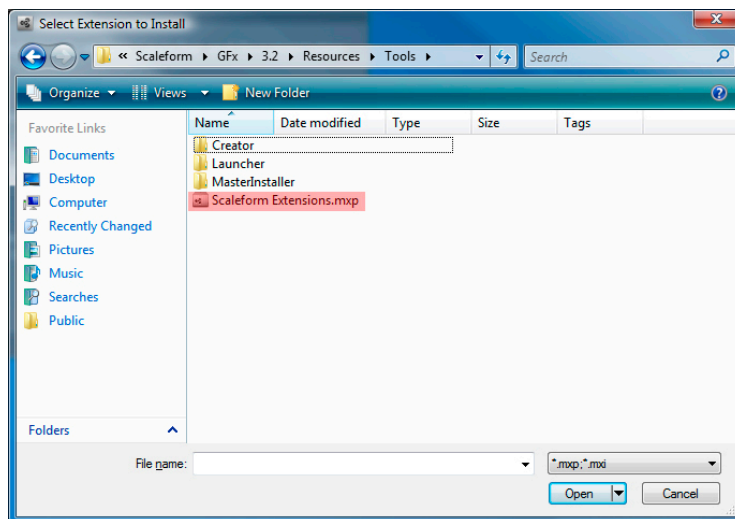 Select Extension to Install
« Scaleform GFx 3.2 Resources Tools Search
Organize Views New Folder
Favorite Links
Documents
Desktop
Computer
Recently Changed
Pictures
Music
Searches
Public
Folders
Name Date modified Type Size Tags
Creator
Launcher
MasterInstaller
Scaleform Extensions.mxp
File name: *.mxp;*.mxi
Open Cancel